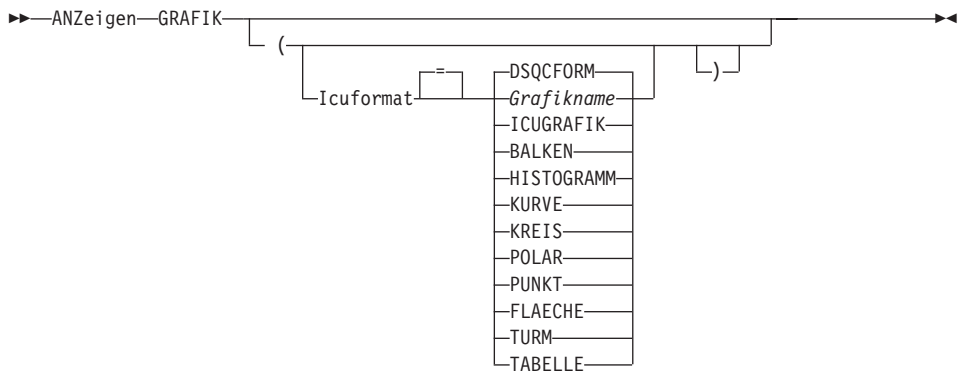 ANZeigen GRAFIK
(
Icuformat = DSQCFORM )
Grafikname
ICUGRAFIK
BALKEN
HISTOGRAMM
KURVE
KREIS
POLAR
PUNKT
FLAECHE
TURM
TABELLE